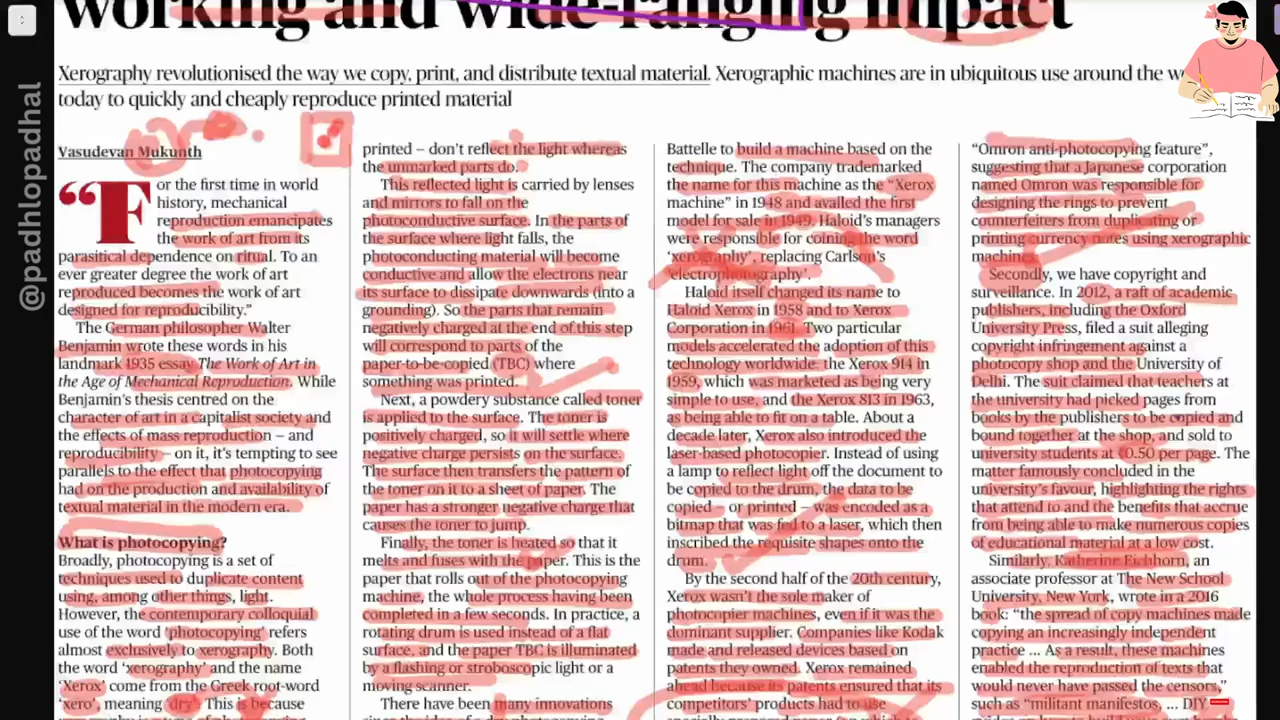 working and wide-ranging impact
Xerography revolutionised the way we copy, print, and distribute textual material. Xerographic machines are in ubiquitous use around the
today to quickly and cheaply reproduce printed material
@padhlopadhal
Vasudevan Mukunth
“For the first time in world
history, mechanical
reproduction emancipates
the work of art from its
parasitical dependence on ritual. To an
ever greater degree the work of art
reproduced becomes the work of art
designed for reproducibility.”
The German philosopher Walter
Benjamin wrote these words in his
landmark 1935 essay The Work of Art in
the Age of Mechanical Reproduction. While
Benjamin’s thesis centred on the
character of art in a capitalist society and
the effects of mass reproduction – and
reproducibility – on it, it’s tempting to see
parallels to the effect that photocopying
had on the production and availability of
textual material in the modern era.
What is photocopying?
Broadly, photocopying is a set of
techniques used to duplicate content
using, among other things, light.
However, the contemporary colloquial
use of the word ‘photocopying’ refers
almost exclusively to xerography. Both
the word ‘xerography’ and the name
‘Xerox’ come from the Greek root-word
‘xero’, meaning ‘dry’. This is because
printed – don’t reflect the light whereas
the unmarked parts do.
This reflected light is carried by lenses
and mirrors to fall on the
photoconductive surface. In the parts of
the surface where light falls, the
photoconducting material will become
conductive and allow the electrons near
its surface to dissipate downwards (into a
grounding). So the parts that remain
negatively charged at the end of this step
will correspond to parts of the
paper-to-be-copied (TBC) where
something was printed.
Next, a powdery substance called toner
is applied to the surface. The toner is
positively charged, so it will settle where
negative charge persists on the surface.
The surface then transfers the pattern of
the toner on it to a sheet of paper. The
paper has a stronger negative charge that
causes the toner to jump.
Finally, the toner is heated so that it
melts and fuses with the paper. This is the
paper that rolls out of the photocopying
machine, the whole process having been
completed in a few seconds. In practice, a
rotating drum is used instead of a flat
surface, and the paper TBC is illuminated
by a flashing or stroboscopic light or a
moving scanner.
There have been many innovations
Battelle to build a machine based on the
technique. The company trademarked
the name for this machine as the “Xerox
machine” in 1948 and availed the first
model for sale in 1949. Haloid’s managers
were responsible for coining the word
‘xerography’, replacing Carlson’s
‘electrophotography’.
Haloid itself changed its name to
Haloid Xerox in 1958 and to Xerox
Corporation in 1961. Two particular
models accelerated the adoption of this
technology worldwide: the Xerox 914 in
1959, which was marketed as being very
simple to use, and the Xerox 813 in 1963,
as being able to fit on a table. About a
decade later, Xerox also introduced the
laser-based photocopier. Instead of using
a lamp to reflect light off the document to
be copied to the drum, the data to be
copied – or printed – was encoded as a
bitmap that was fed to a laser, which then
inscribed the requisite shapes onto the
drum.
By the second half of the 20th century,
Xerox wasn’t the sole maker of
photocopier machines, even if it was the
dominant supplier. Companies like Kodak
made and released devices based on
patents they owned. Xerox remained
ahead because its patents ensured that its
competitors’ products had to use
“Omron anti-photocopying feature”,
suggesting that a Japanese corporation
named Omron was responsible for
designing the rings to prevent
counterfeiters from duplicating or
printing currency notes using xerographic
machines.
Secondly, we have copyright and
surveillance. In 2012, a raft of academic
publishers, including the Oxford
University Press, filed a suit alleging
copyright infringement against a
photocopy shop and the University of
Delhi. The suit claimed that teachers at
the university had picked pages from
books by the publishers to be copied and
bound together at the shop, and sold to
university students at ₹0.50 per page. The
matter famously concluded in the
university’s favour, highlighting the rights
that attend to and the benefits that accrue
from being able to make numerous copies
of educational material at a low cost.
Similarly, Katherine Eichhorn, an
associate professor at The New School
University, New York, wrote in a 2016
book: “the spread of copy machines made
copying an increasingly independent
practice ... As a result, these machines
enabled the reproduction of texts that
would never have passed the censors,”
such as “militant manifestos, ... DIY